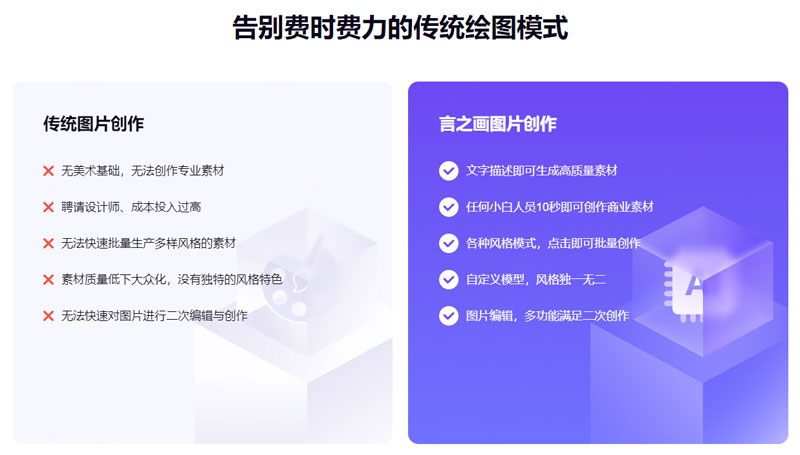 告别费时费力的传统绘图模式
传统图片创作
无美术基础，无法创作专业素材
聘请设计师、成本投入过高
无法快速批量生产多样风格的素材
素材质量低下大众化，没有独特的风格特色
无法快速对图片进行二次编辑与创作
言之画图片创作
文字描述即可生成高质量素材
任何小白人员10秒即可创作商业素材
各种风格模式，点击即可批量创作
自定义模型，风格独一无二
图片编辑，多功能满足二次创作